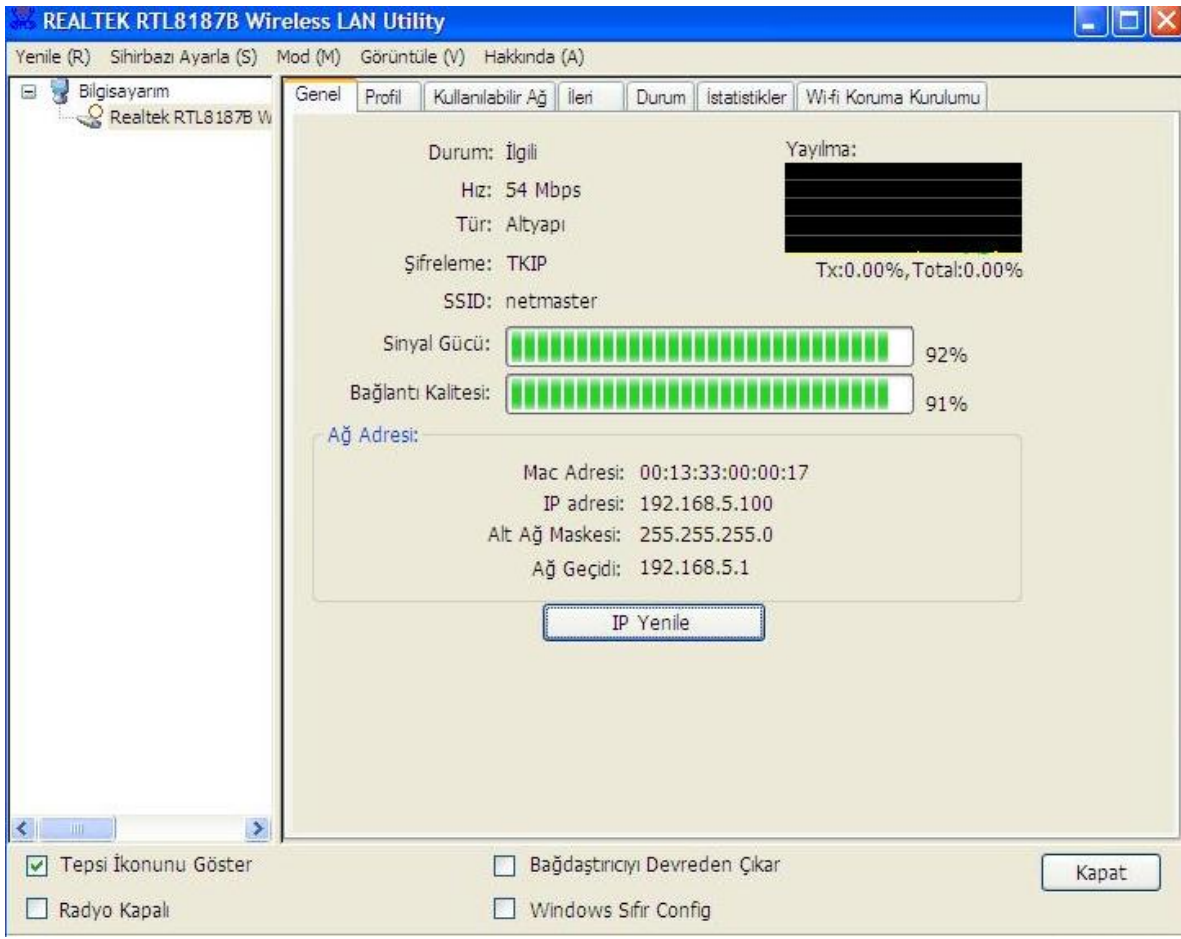 REALTEK RTL8187B Wireless LAN Utility
Yenile (R) Sihirbazı Ayarla (S) Mod (M) Görüntüle (V) Hakkında (A)
Bilgisayarım
Realtek RTL8187B W
Genel Profil Kullanılabilir Ağ İleri Durum İstatistikler Wi-fi Koruma Kurulumu
Durum: İlgili
Hız: 54 Mbps
Tür: Altyapı
Şifreleme: TKIP
SSID: netmaster
Yayılma:
Tx:0.00%, Total:0.00%
Sinyal Gücü: 92%
Bağlantı Kalitesi: 91%
Ağ Adresi:
Mac Adresi: 00:13:33:00:00:17
IP adresi: 192.168.5.100
Alt Ağ Maskesi: 255.255.255.0
Ağ Geçidi: 192.168.5.1
IP Yenile
Tepsi İkonunu Göster
Bağdaştırıcıyı Devreden Çıkar
Kapat
Radyo Kapalı
Windows Sıfır Config